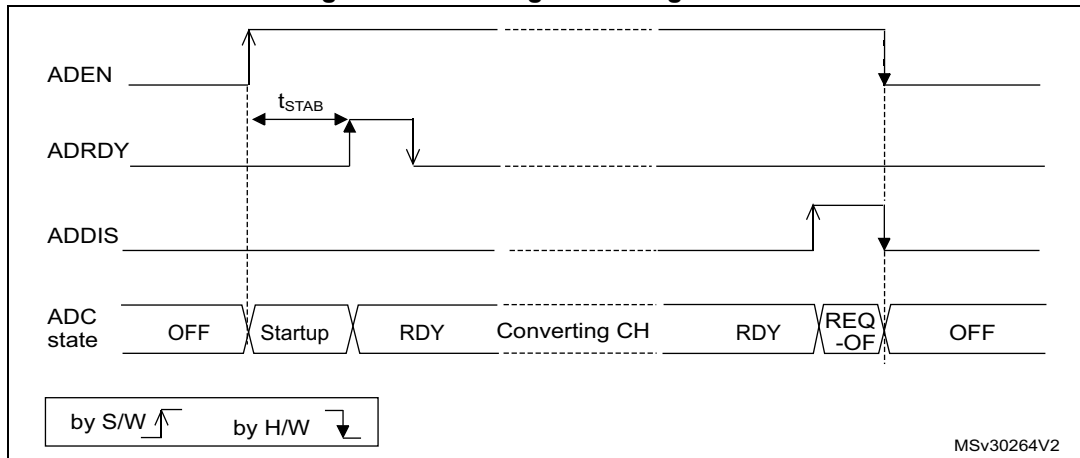 ADEN
tSTAB
ADRDY
ADDIS
ADC
state
OFF
Startup
RDY
Converting CH
RDY
REQ
-OF
OFF
by S/W
by H/W
MSv30264V2